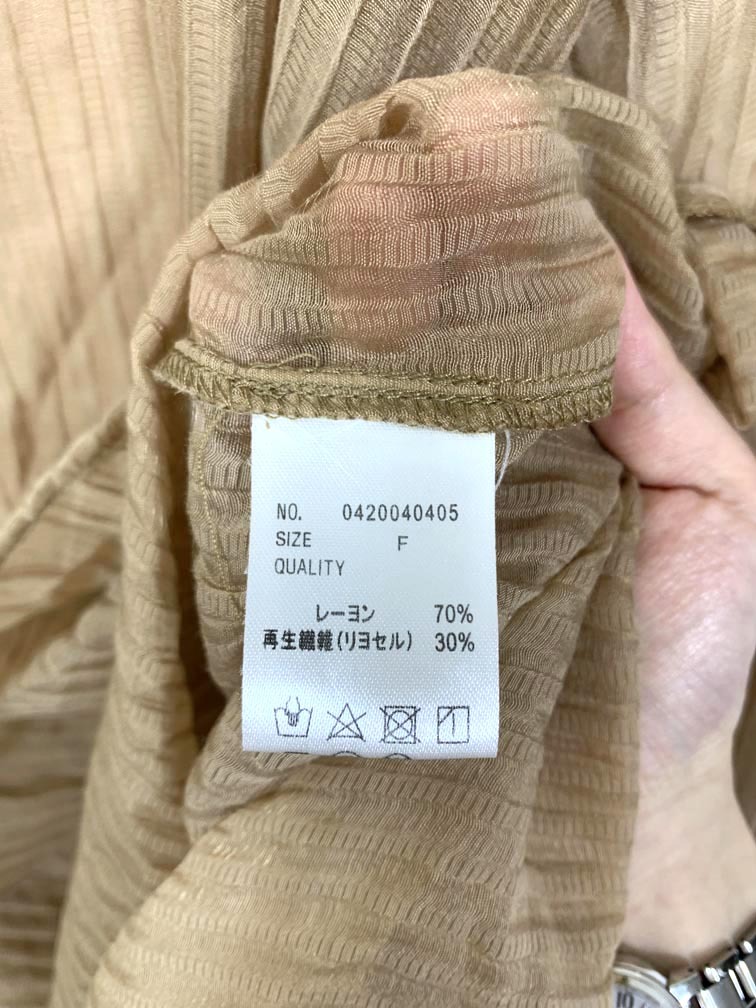 NO. 0420040405
SIZE F
QUALITY
レーヨン 70%
再生繊維(リヨセル) 30%